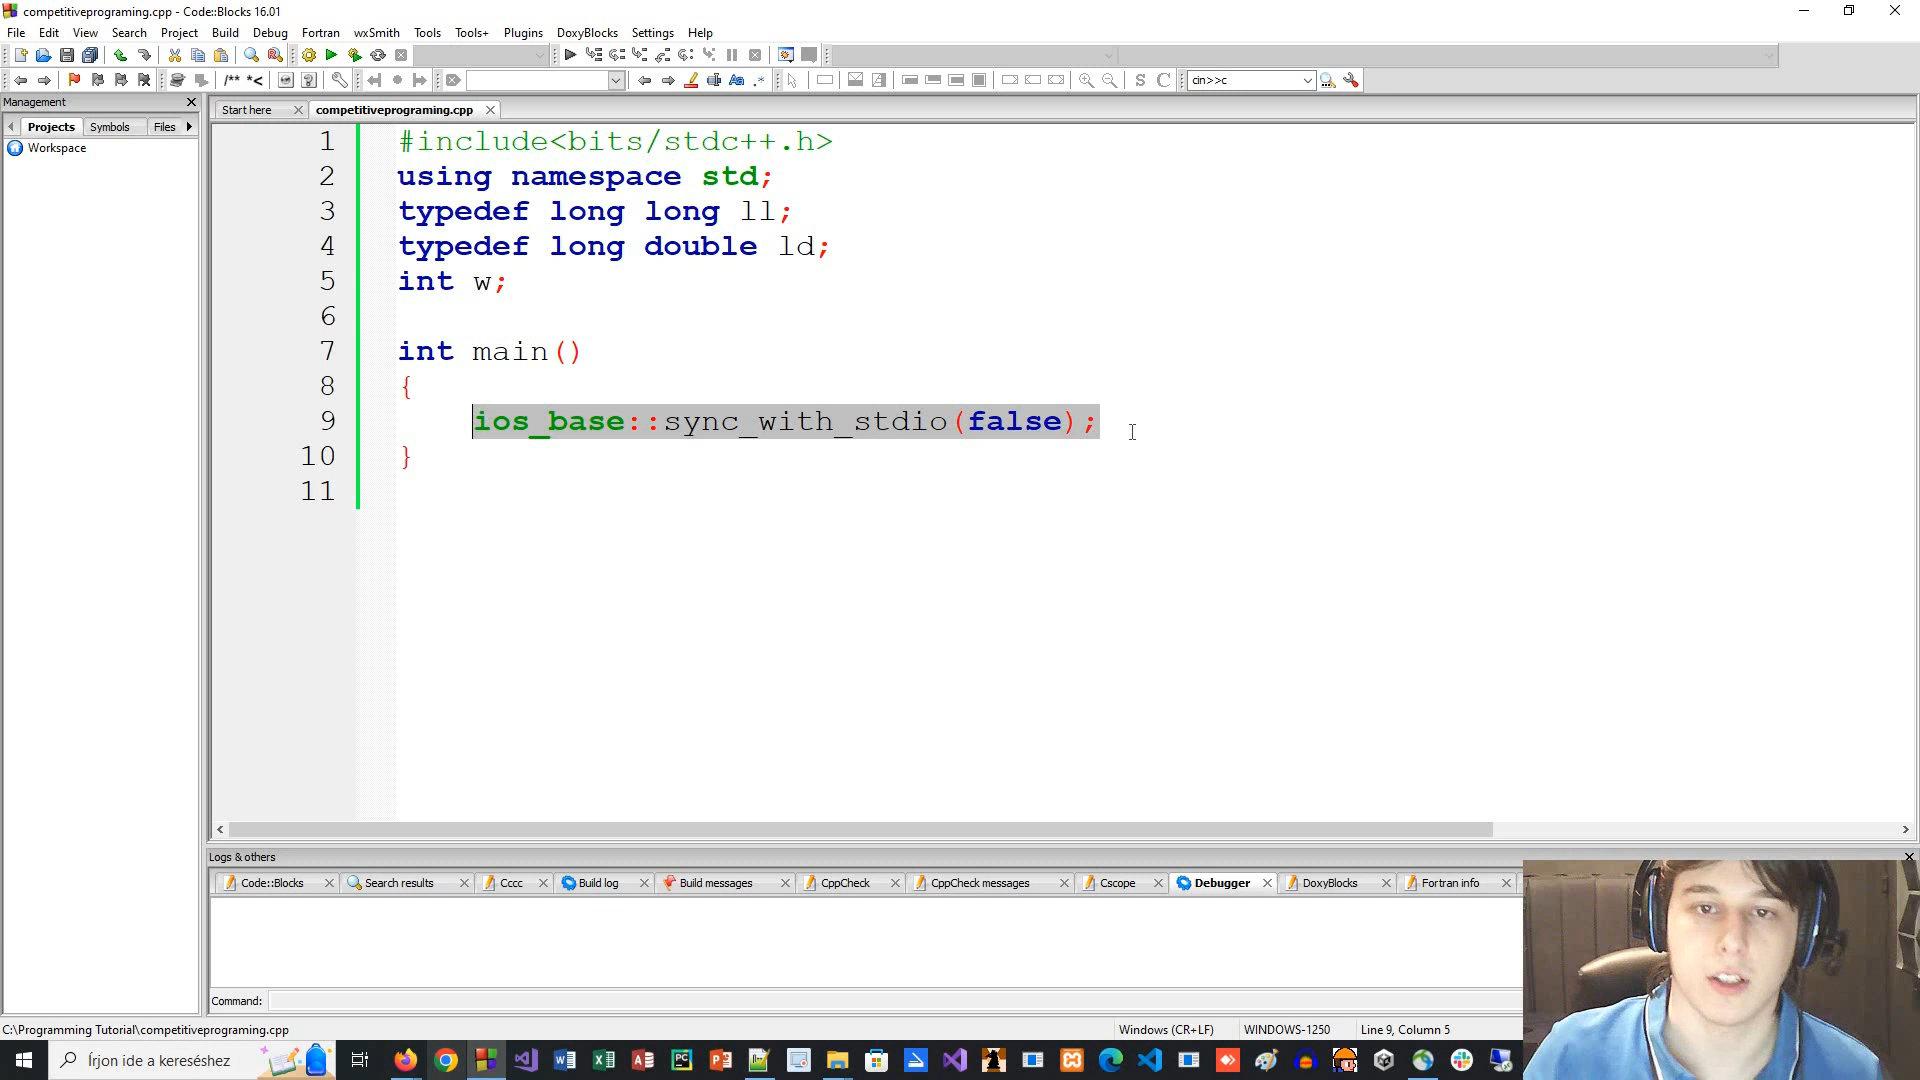 competitiveprograming.cpp - Code::Blocks 16.01
File Edit View Search Project Build Debug Fortran wxSmith Tools Tools+ Plugins DoxyBlocks Settings Help
/** *<
S C cin>>c
Management
Projects Symbols Files
Workspace
Start here competitiveprograming.cpp
1 #include<bits/stdc++.h>
2 using namespace std;
3 typedef long long ll;
4 typedef long double ld;
5 int w;
6
7 int main()
8 {
9 ios_base::sync_with_stdio(false);
10 }
11
Logs & others
Code::Blocks Search results Cccc Build log Build messages CppCheck CppCheck messages Cscope Debugger DoxyBlocks Fortran info
Command:
C:\Programming Tutorial\competitiveprograming.cpp Windows (CR+LF) WINDOWS-1250 Line 9, Column 5
Írjon ide a kereséshez